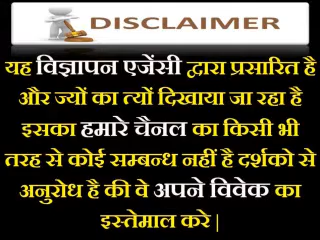 DISCLAIMER
यह विज्ञापन एजेंसी द्वारा प्रसारित है
और ज्यों का त्यों दिखाया जा रहा है
इसका हमारे चैनल का किसी भी
तरह से कोई सम्बन्ध नहीं है दर्शको से
अनुरोध है की वे अपने विवेक का
इस्तेमाल करे |